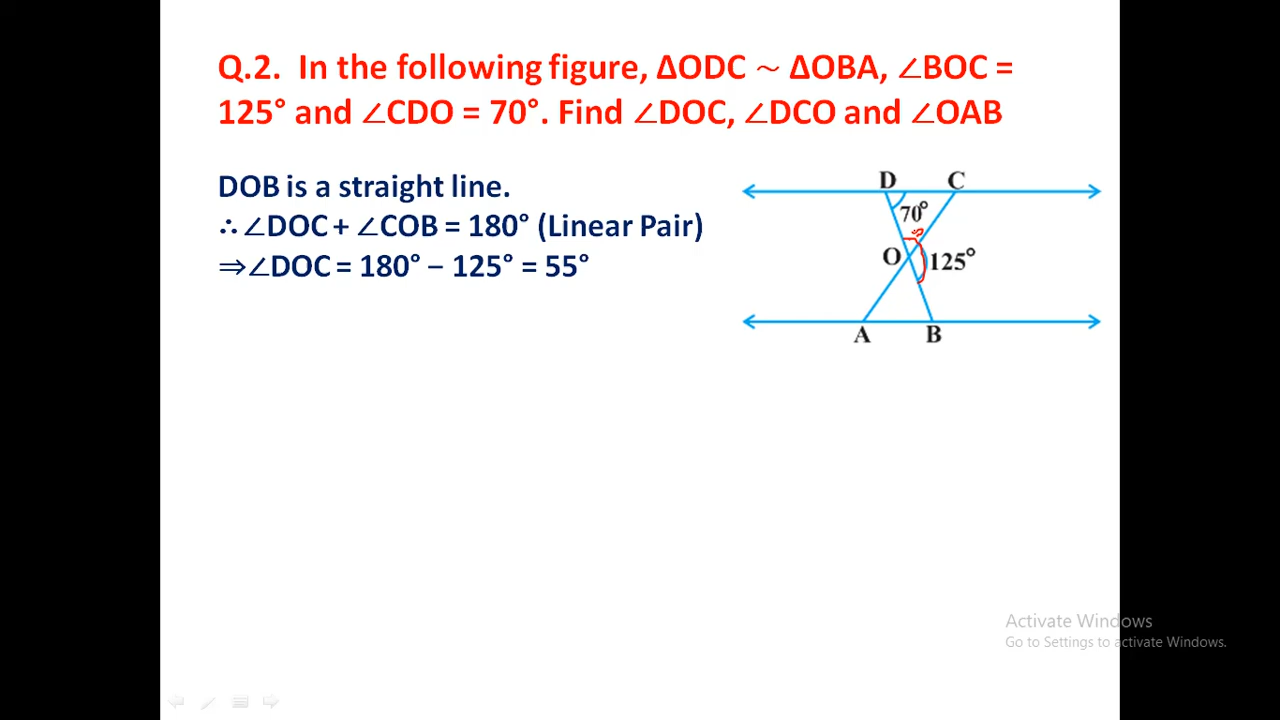 Q.2. In the following figure, ΔODC ~ ΔOBA, ∠BOC =
125° and ∠CDO = 70°. Find ∠DOC, ∠DCO and ∠OAB
DOB is a straight line.
∴ ∠DOC + ∠COB = 180° (Linear Pair)
⇒∠DOC = 180° − 125° = 55°
D C
70°
O 125°
A B
Activate Windows
Go to Settings to activate Windows.